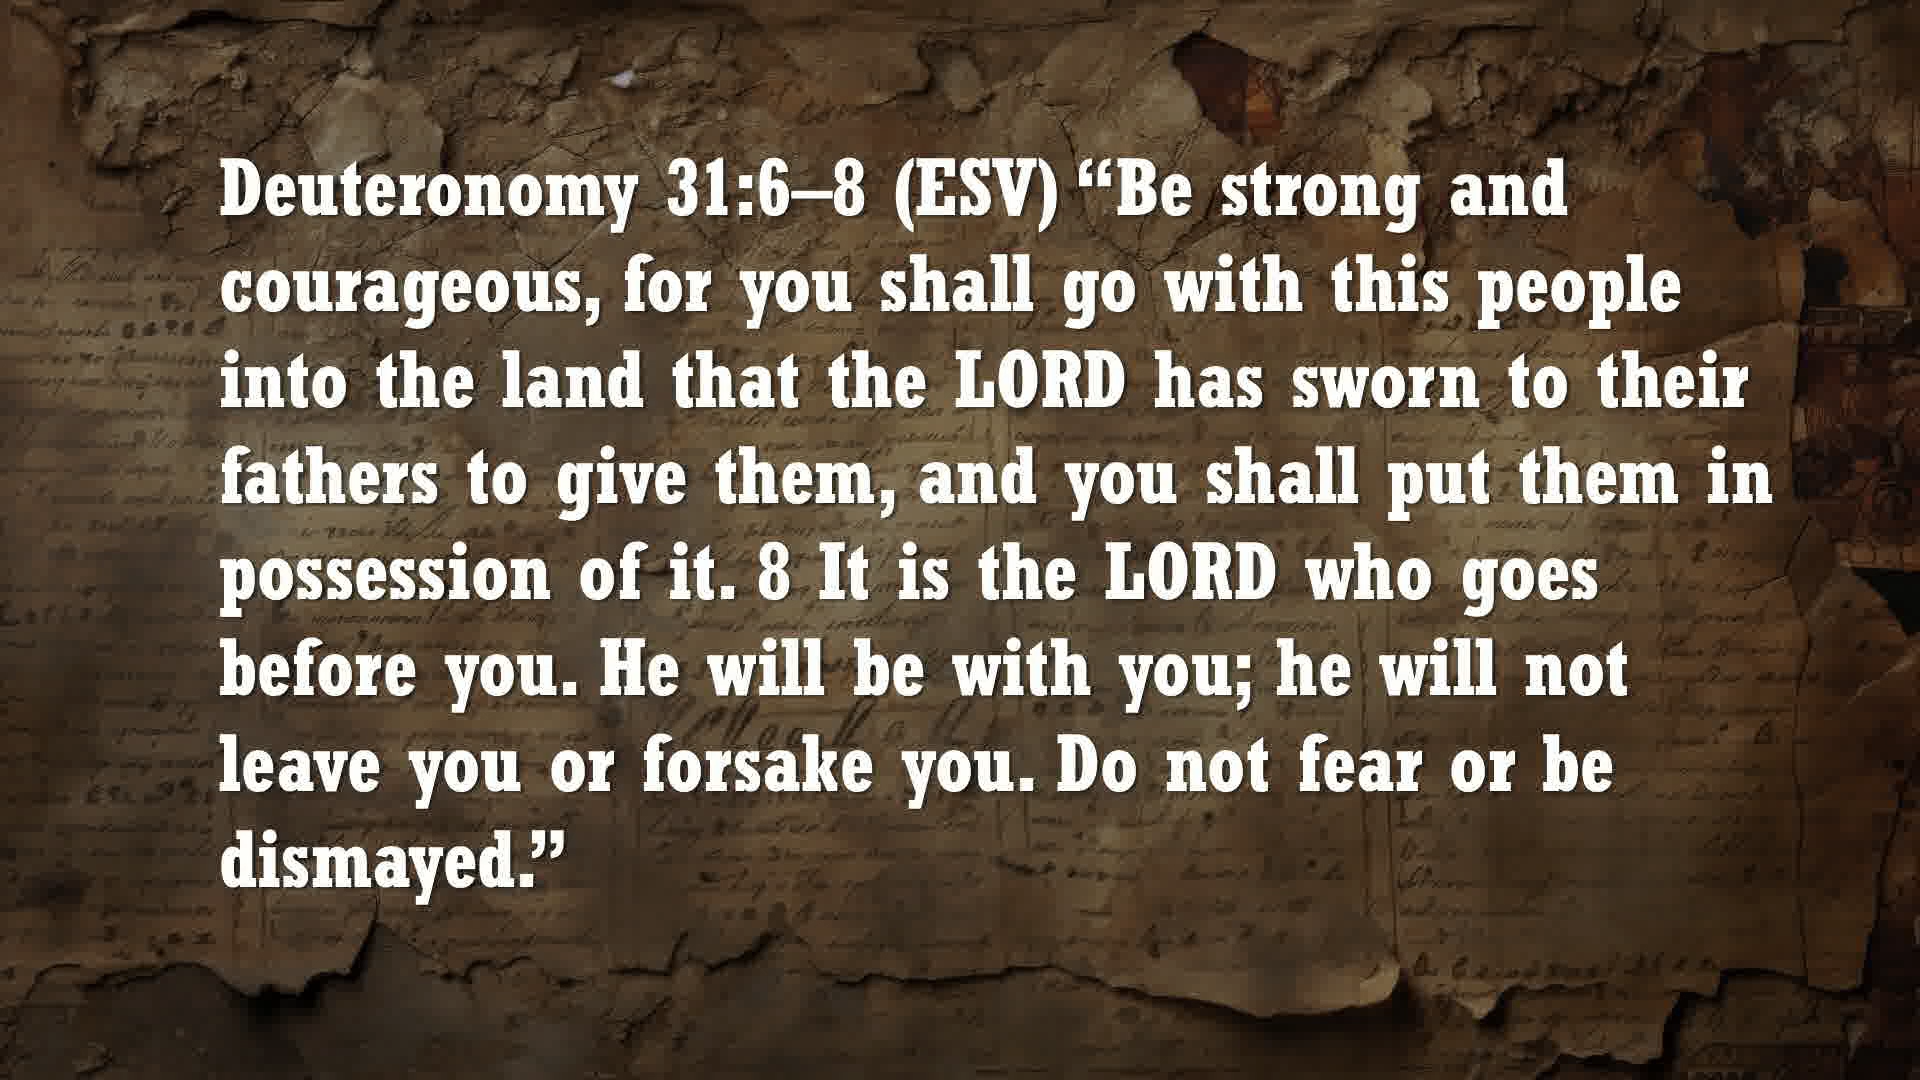 Deuteronomy 31:6–8 (ESV) “Be strong and
courageous, for you shall go with this people
into the land that the LORD has sworn to their
fathers to give them, and you shall put them in
possession of it. 8 It is the LORD who goes
before you. He will be with you; he will not
leave you or forsake you. Do not fear or be
dismayed.”